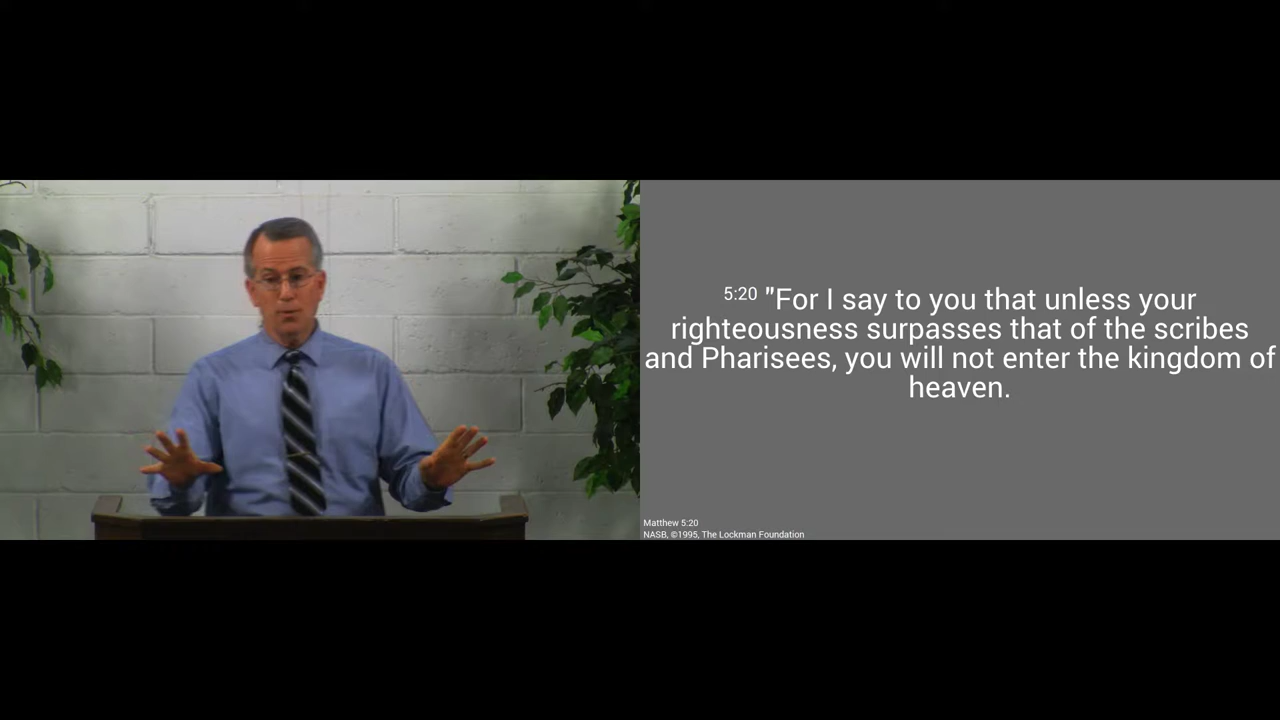 5:20 "For I say to you that unless your
righteousness surpasses that of the scribes
and Pharisees, you will not enter the kingdom of
heaven.
Matthew 5:20
NASB, ©1995, The Lockman Foundation